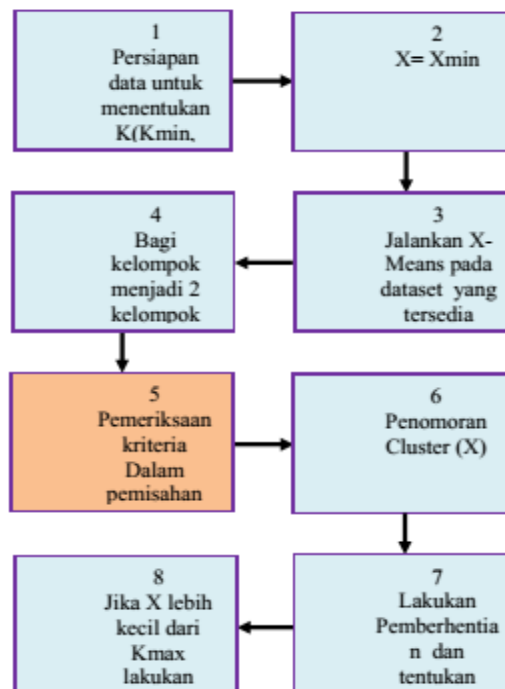 1
Persiapan
data untuk
menentukan
K(Kmin,
2
X= Xmin
3
Jalankan X-
Means pada
dataset yang
tersedia
4
Bagi
kelompok
menjadi 2
kelompok
5
Pemeriksaan
kriteria
Dalam
pemisahan
6
Penomoran
Cluster (X)
7
Lakukan
Pemberhentia
n dan
tentukan
8
Jika X lebih
kecil dari
Kmax
lakukan